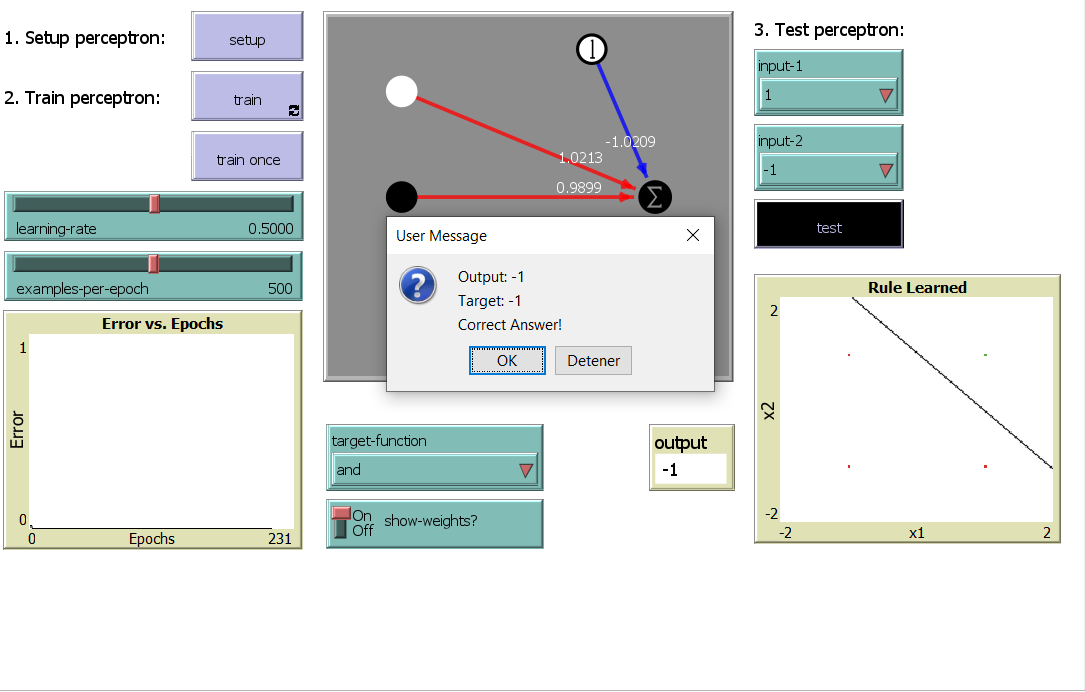 1. Setup perceptron:
setup
2. Train perceptron:
train
train once
learning-rate 0.5000
examples-per-epoch 500
Error vs. Epochs
1
Error
0
0 Epochs 231
1
-1.0209
1.0213
0.9899
Σ
User Message
Output: -1
Target: -1
Correct Answer!
OK Detener
target-function
and
On
Off
show-weights?
output
-1
3. Test perceptron:
input-1
1
input-2
-1
test
Rule Learned
2
x2
-2
-2 x1 2